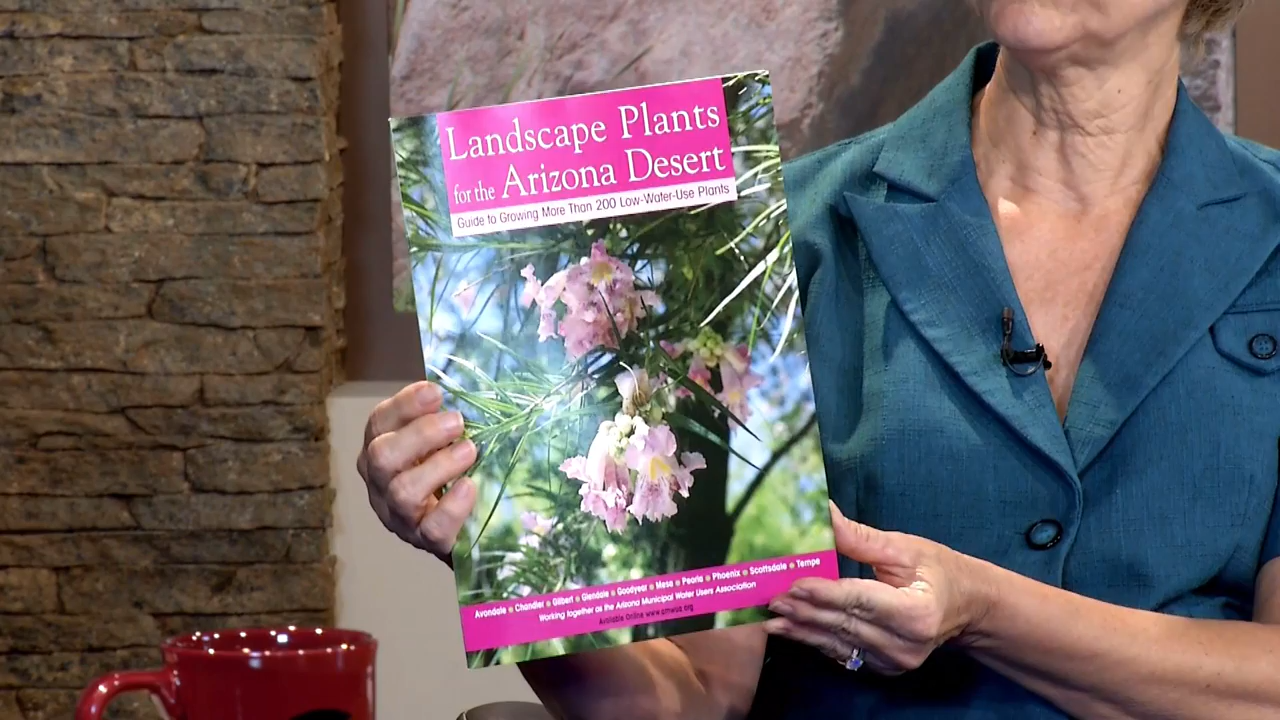 Landscape Plants
for the Arizona Desert
Guide to Growing More Than 200 Low-Water-Use Plants
Avondale • Chandler • Gilbert • Glendale • Goodyear • Mesa • Peoria • Phoenix • Scottsdale • Tempe
Working together as the Arizona Municipal Water Users Association
Available Online www.amwua.org